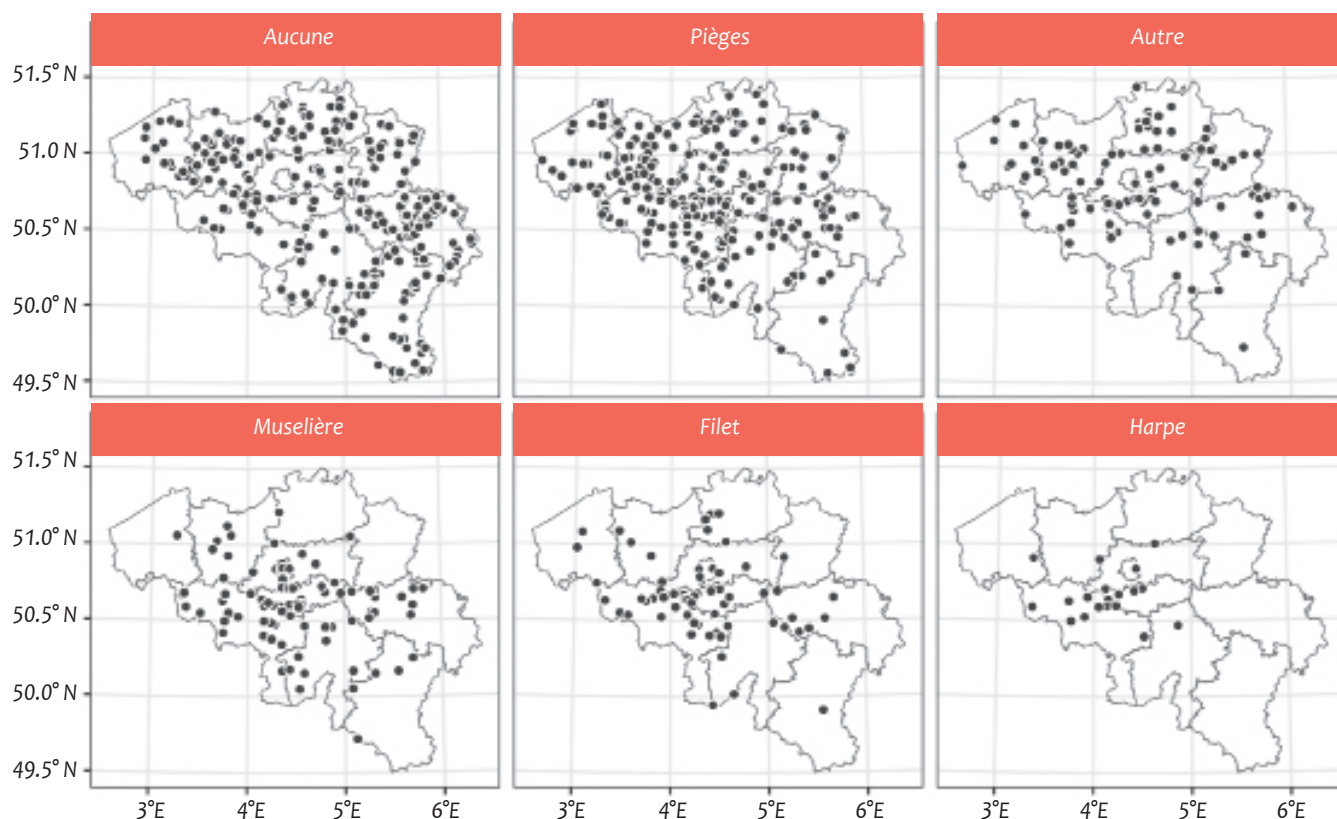 Aucune Pièges Autre
51.5° N
51.0 N
50.5° N
50.0° N
49.5° N
Muselière Filet Harpe
51.5° N
51.0° N
50.5° N
50.0° N
49.5° N
3°E 4°E 5°E 6°E 3°E 4°E 5°E 6°E 3°E 4°E 5°E 6°E